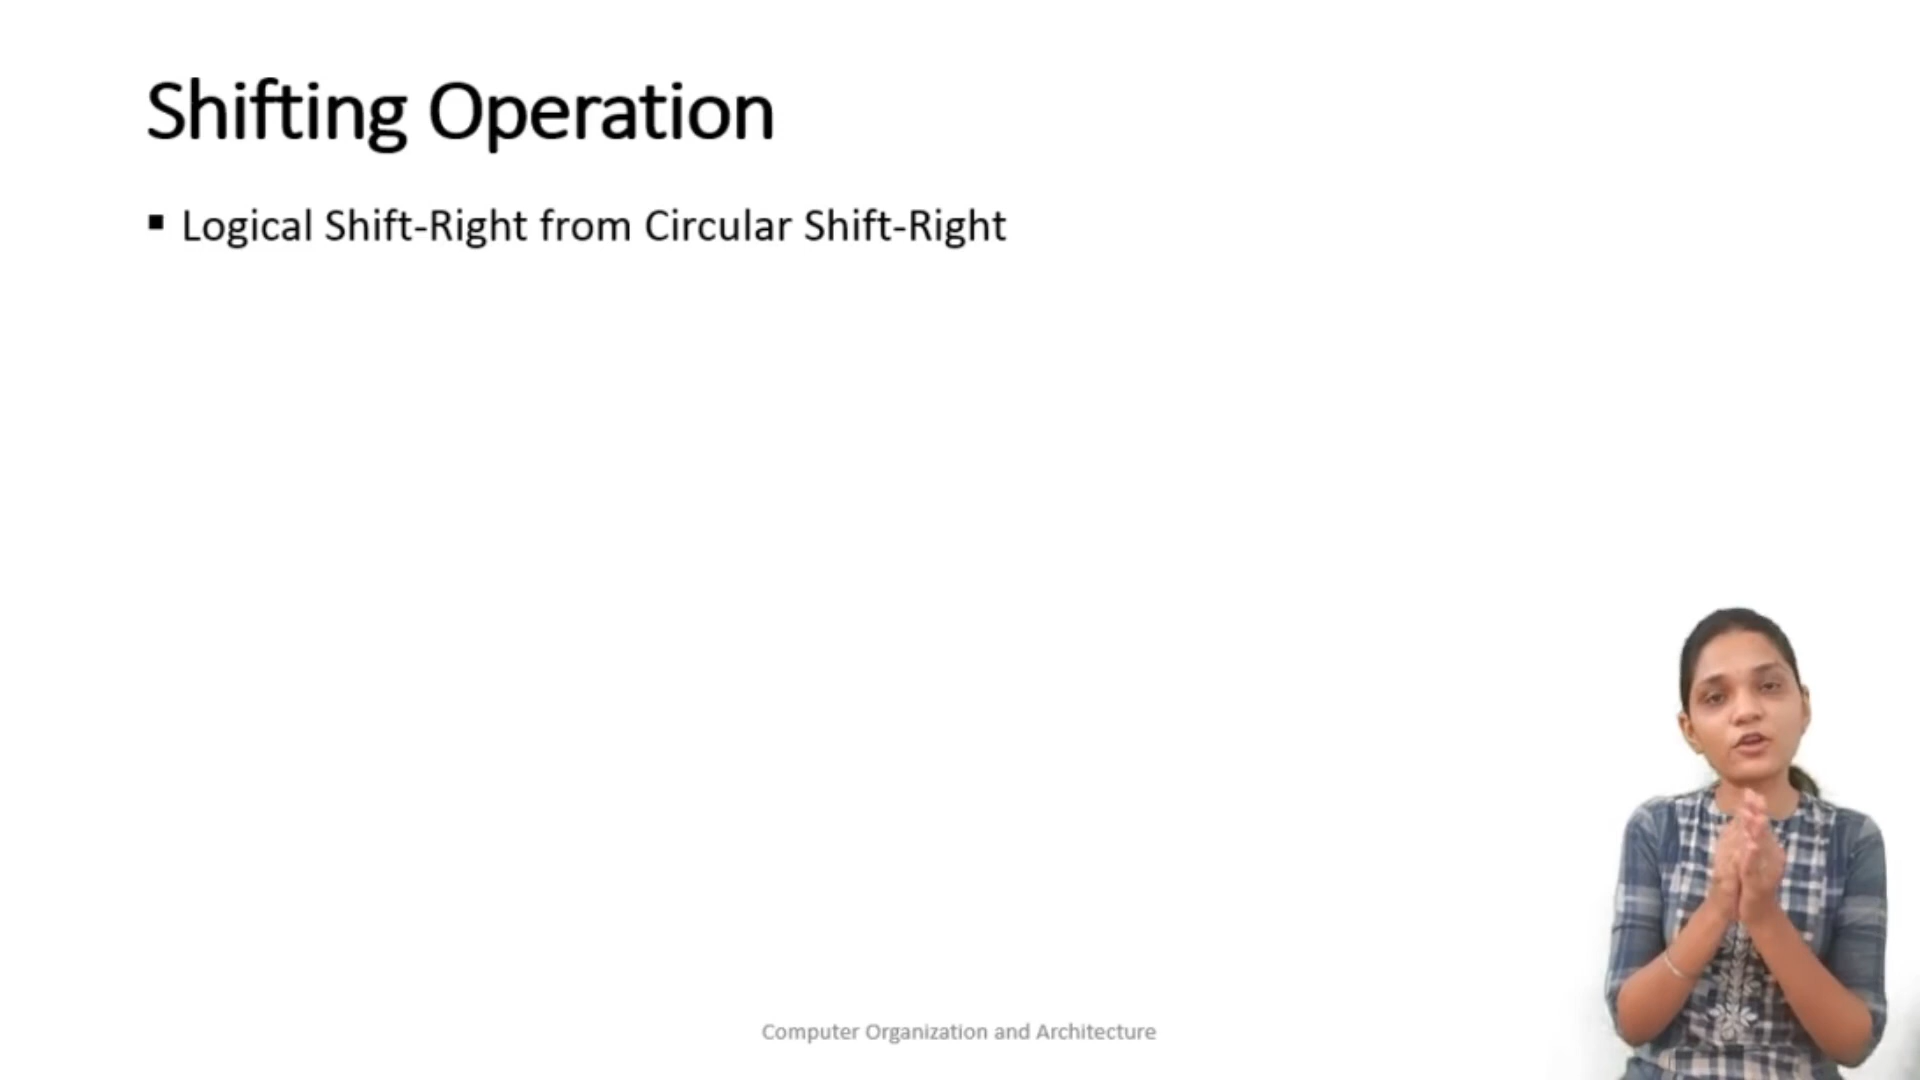 Shifting Operation
▪ Logical Shift-Right from Circular Shift-Right
Computer Organization and Architecture